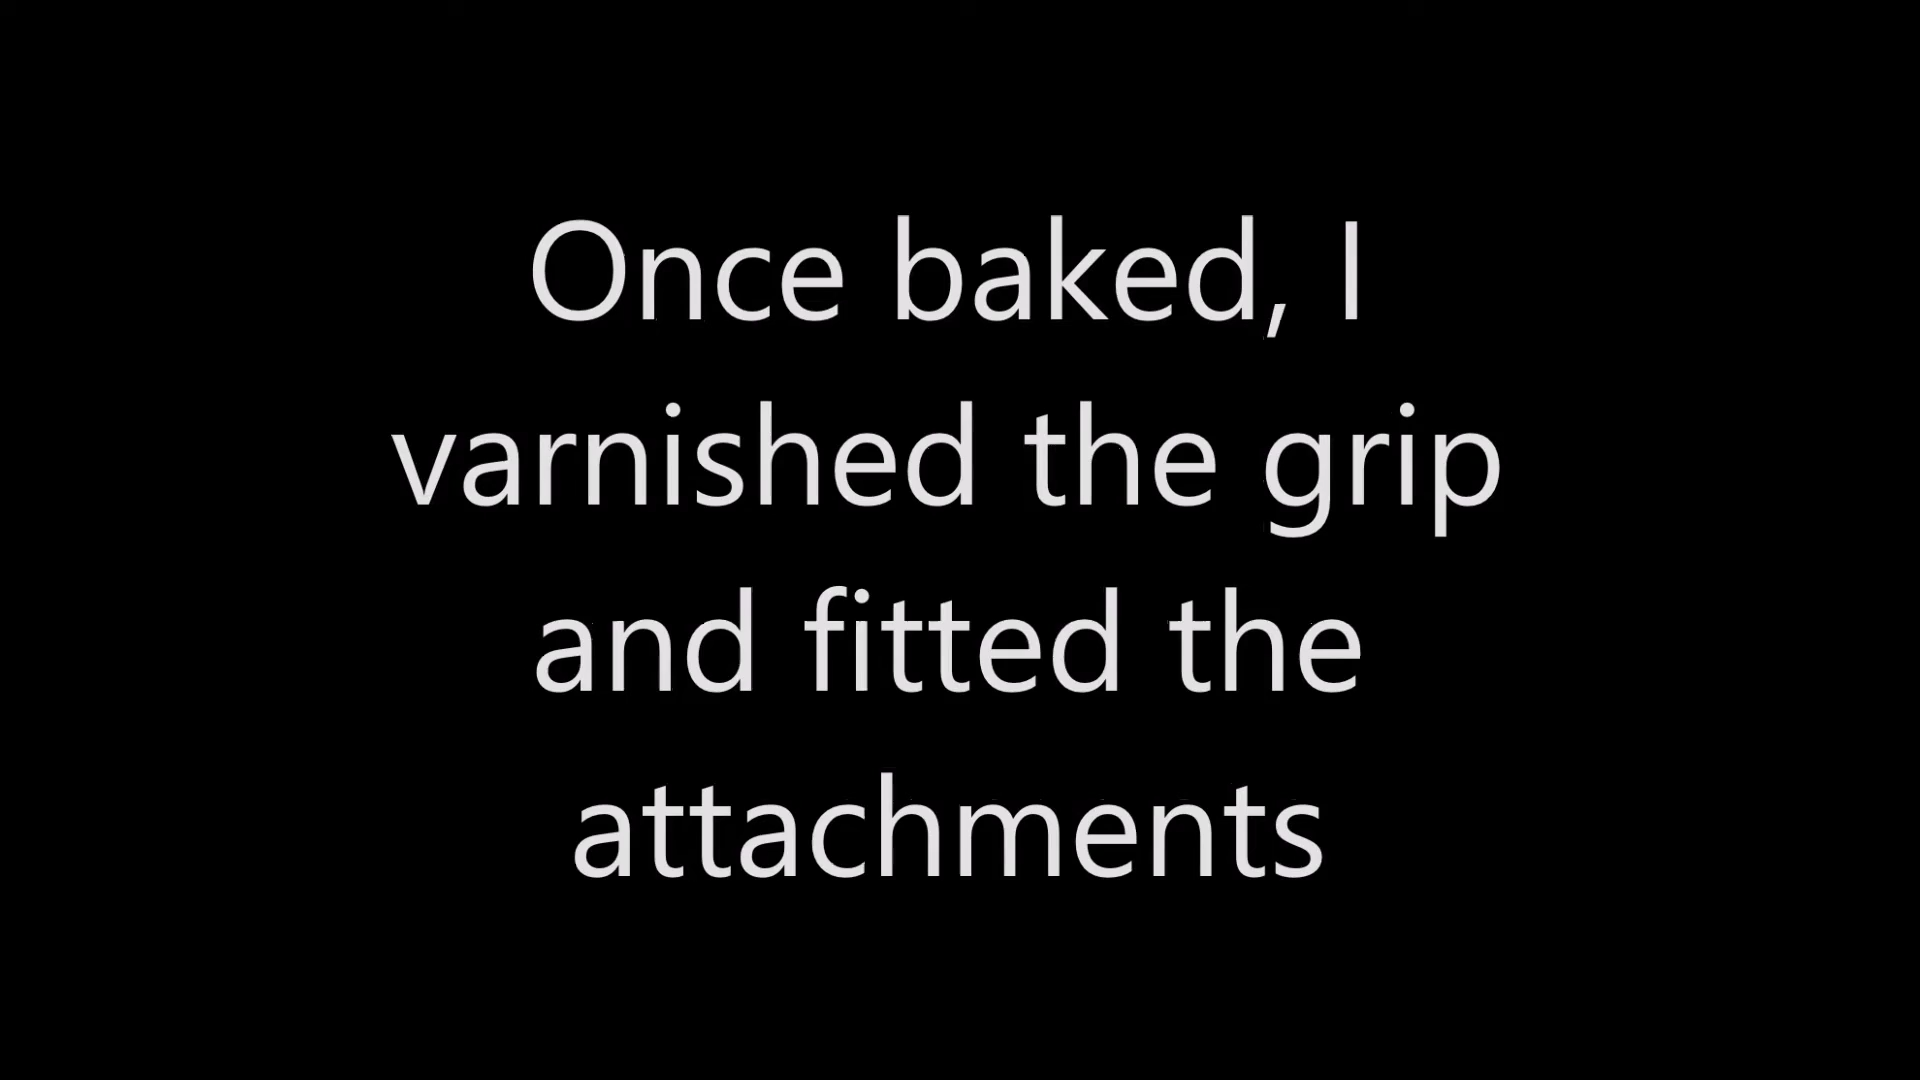 Once baked, I
varnished the grip
and fitted the
attachments